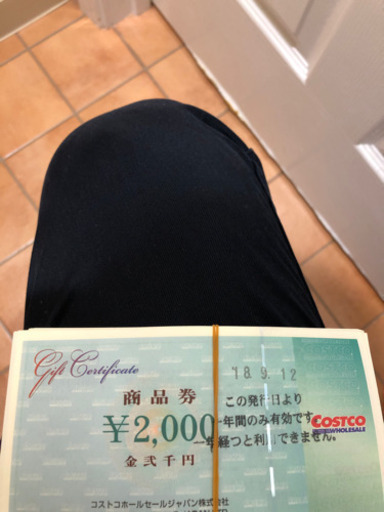 Gift Certificate
'18.9.12
商品券
この発行日より
¥2,000
一年間のみ有効です
COSTCO
WHOLESALE
一年経つと利用できません。
金弐千円
コストコホールセールジャパン株式会社